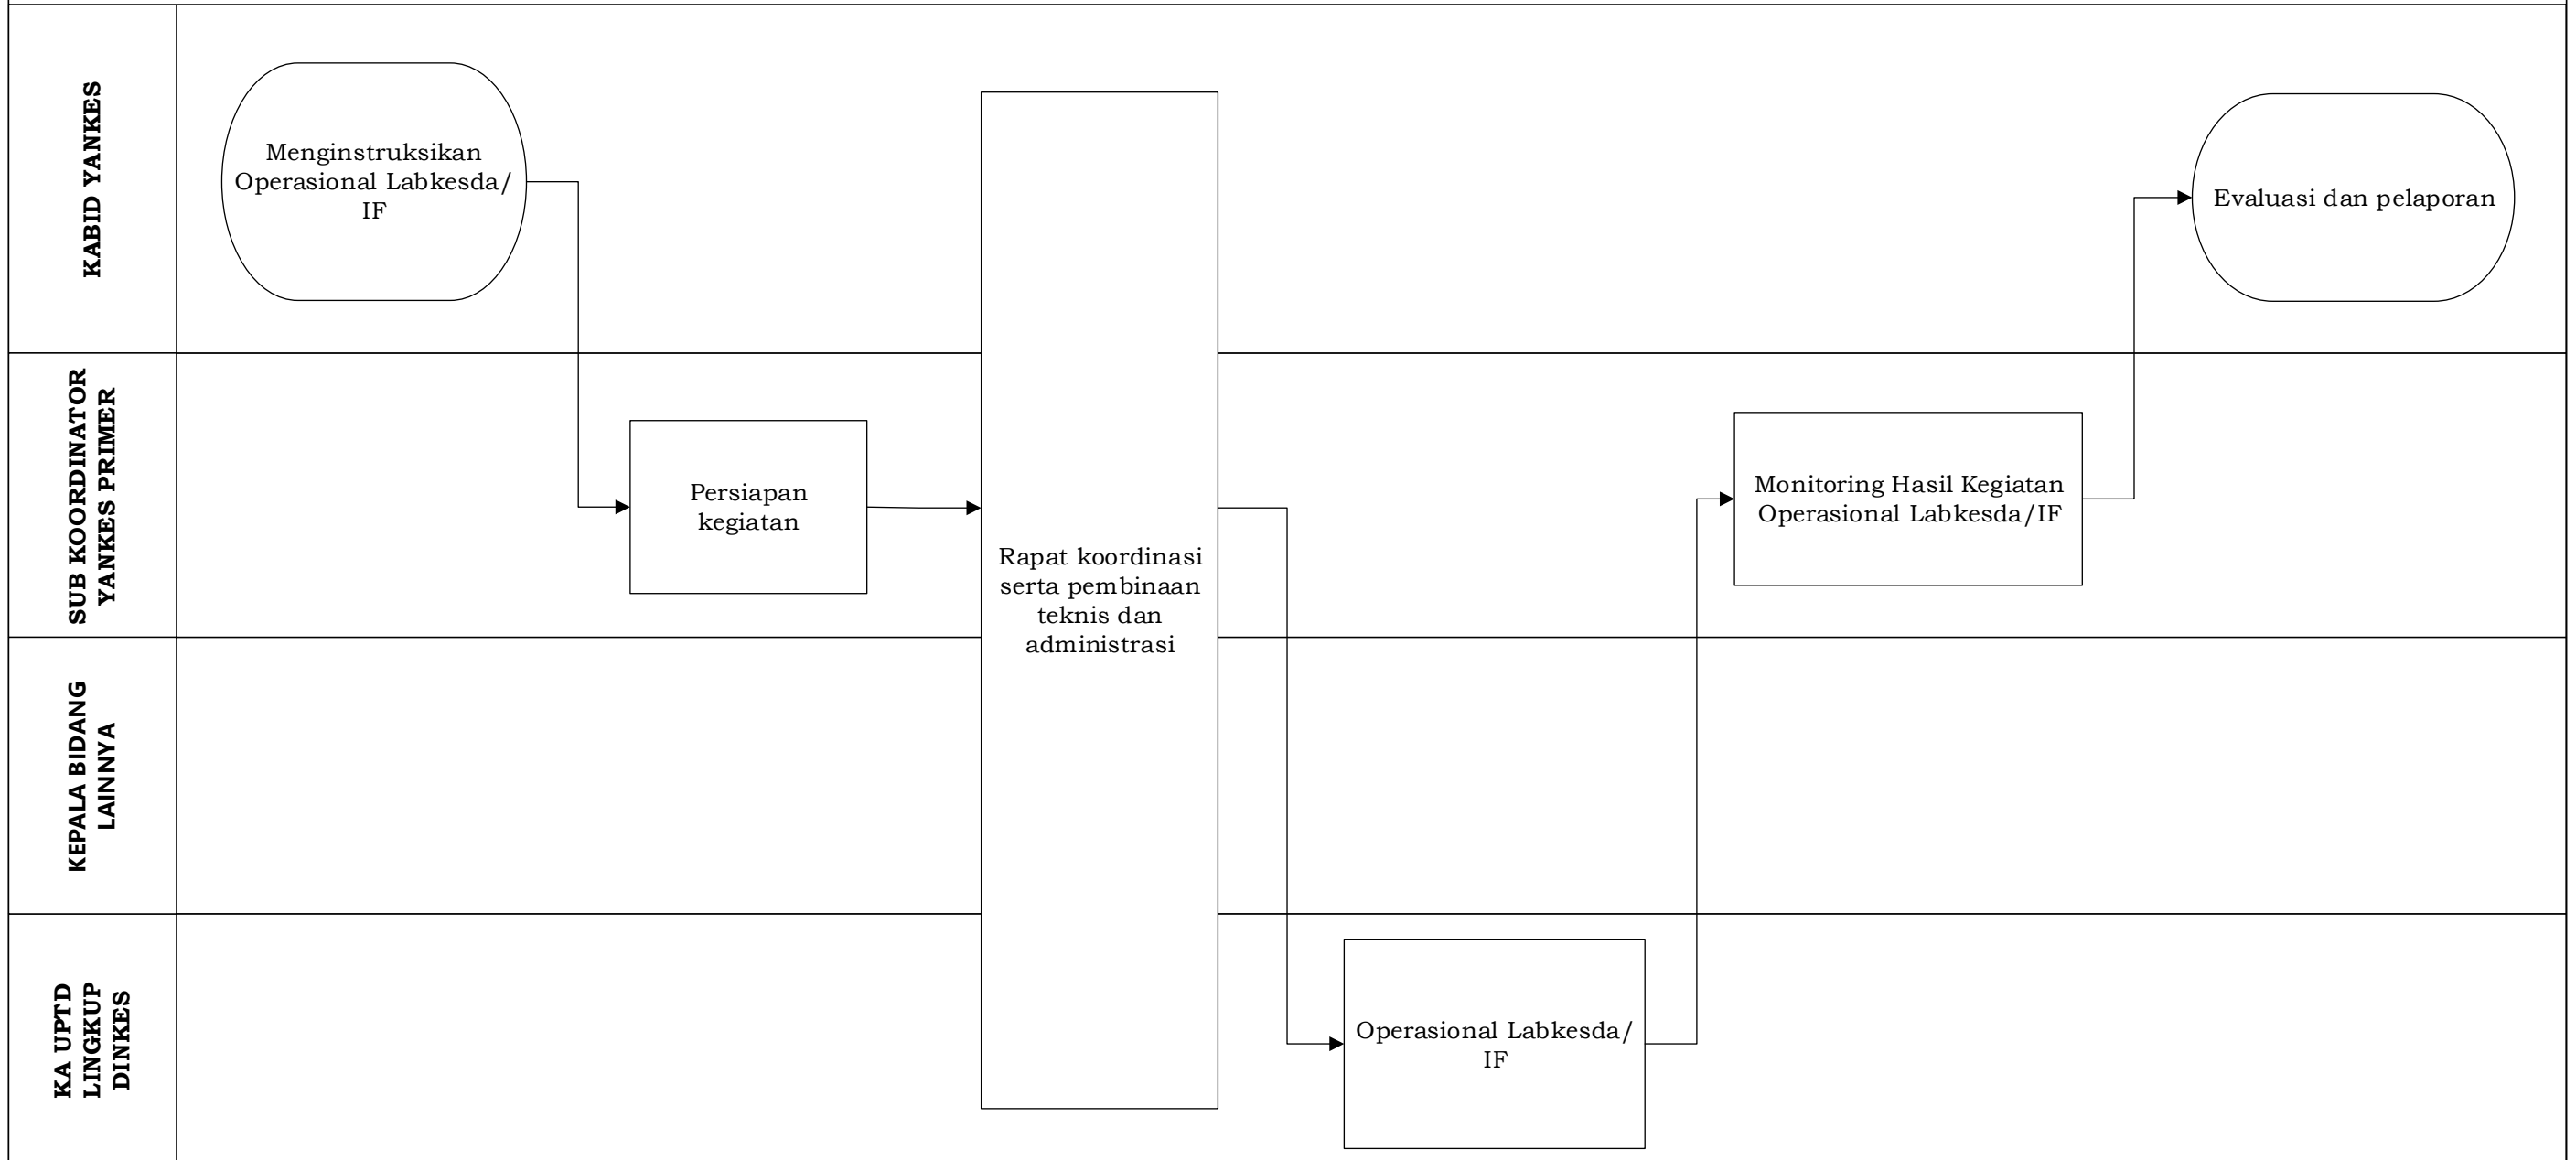 KABID YANKES
Menginstruksikan
Operasional Labkesda/
IF
Evaluasi dan pelaporan
SUB KOORDINATOR
YANKES PRIMER
Persiapan
kegiatan
Rapat koordinasi
serta pembinaan
teknis dan
administrasi
Monitoring Hasil Kegiatan
Operasional Labkesda/IF
KEPALA BIDANG
LAINNYA
KA UPTD
LINGKUP
DINKES
Operasional Labkesda/
IF